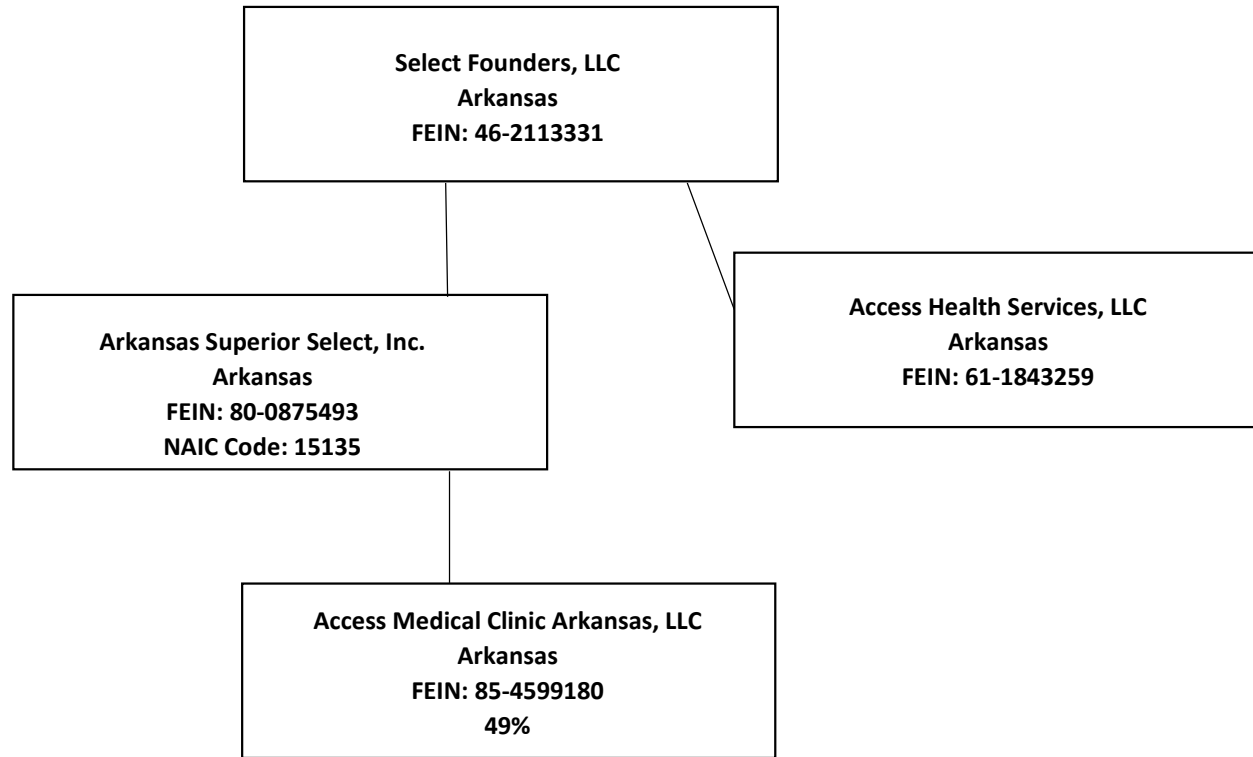 Select Founders, LLC
Arkansas
FEIN: 46-2113331
Access Health Services, LLC
Arkansas
FEIN: 61-1843259
Arkansas Superior Select, Inc.
Arkansas
FEIN: 80-0875493
NAIC Code: 15135
Access Medical Clinic Arkansas, LLC
Arkansas
FEIN: 85-4599180
49%